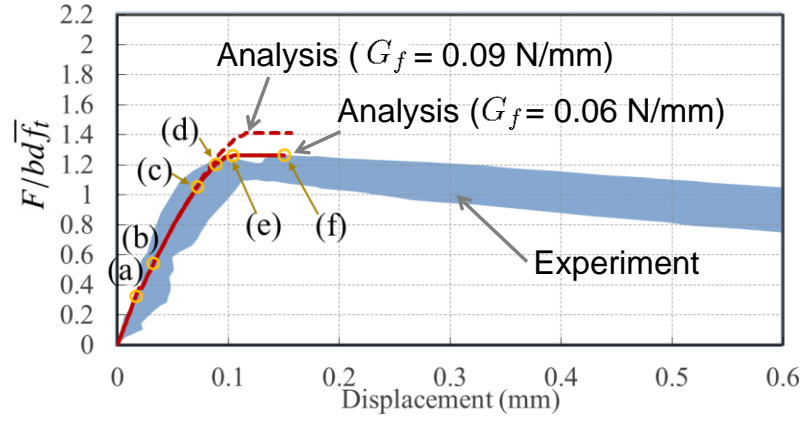 2.2
2
1.8
1.6
1.4
1.2
1
0.8
0.6
0.4
0.2
0
F/bdf̅ₜ
Analysis ( G_f = 0.09 N/mm)
Analysis (G_f = 0.06 N/mm)
(d)
(c)
(b)
(a)
(e)
(f)
Experiment
0 0.1 0.2 0.3 0.4 0.5 0.6
Displacement (mm)